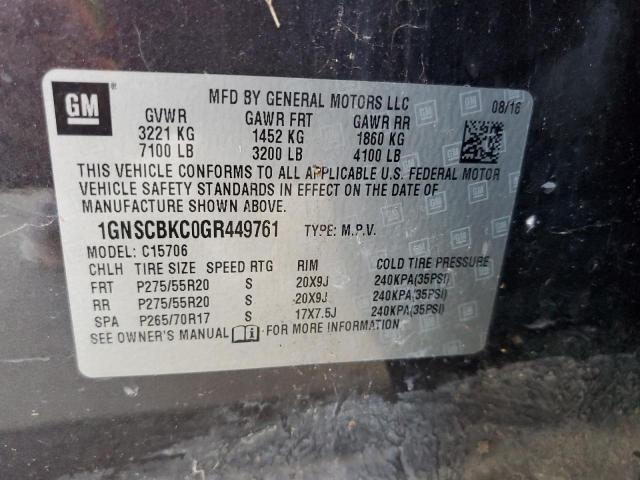 GM ®
MFD BY GENERAL MOTORS LLC 08/16
GVWR GAWR FRT GAWR RR
3221 KG 1452 KG 1860 KG
7100 LB 3200 LB 4100 LB
THIS VEHICLE CONFORMS TO ALL APPLICABLE U.S. FEDERAL MOTOR
VEHICLE SAFETY STANDARDS IN EFFECT ON THE DATE OF
MANUFACTURE SHOWN ABOVE.
1GNSCBKC0GR449761 TYPE: M.P.V.
MODEL: C15706
CHLH TIRE SIZE SPEED RTG RIM COLD TIRE PRESSURE
FRT P275/55R20 S 20X9J 240KPA(35PSI)
RR P275/55R20 S 20X9J 240KPA(35PSI)
SPA P265/70R17 S 17X7.5J 240KPA(35PSI)
SEE OWNER'S MANUAL FOR MORE INFORMATION